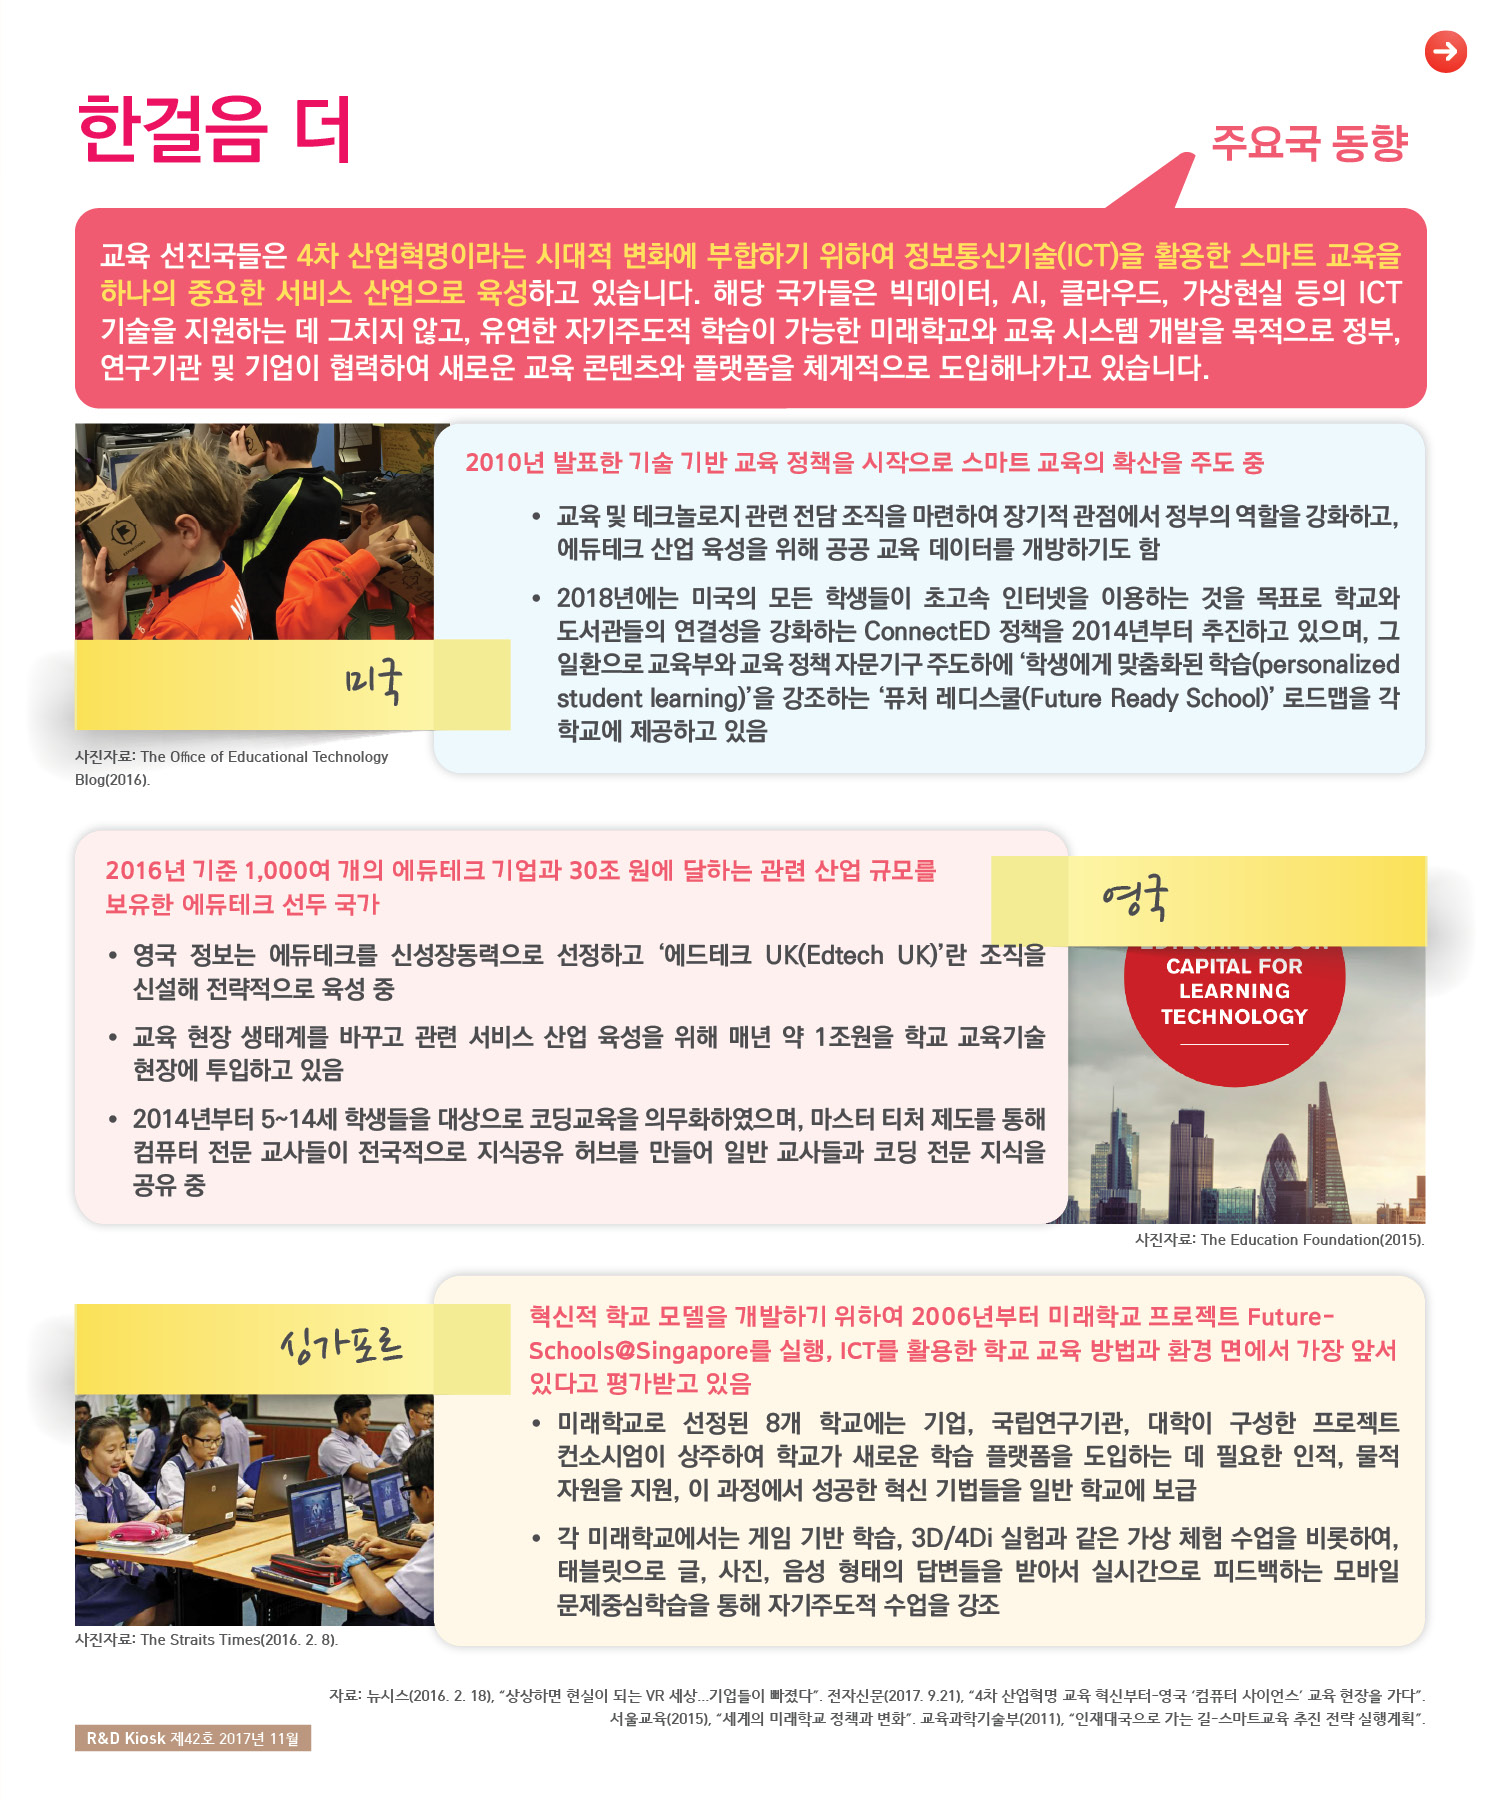 한걸음 더
주요국 동향
교육 선진국들은 4차 산업혁명이라는 시대적 변화에 부합하기 위하여 정보통신기술(ICT)을 활용한 스마트 교육을
하나의 중요한 서비스 산업으로 육성하고 있습니다. 해당 국가들은 빅데이터, AI, 클라우드, 가상현실 등의 ICT
기술을 지원하는 데 그치지 않고, 유연한 자기주도적 학습이 가능한 미래학교와 교육 시스템 개발을 목적으로 정부,
연구기관 및 기업이 협력하여 새로운 교육 콘텐츠와 플랫폼을 체계적으로 도입해나가고 있습니다.
2010년 발표한 기술 기반 교육 정책을 시작으로 스마트 교육의 확산을 주도 중
• 교육 및 테크놀로지 관련 전담 조직을 마련하여 장기적 관점에서 정부의 역할을 강화하고,
에듀테크 산업 육성을 위해 공공 교육 데이터를 개방하기도 함
• 2018년에는 미국의 모든 학생들이 초고속 인터넷을 이용하는 것을 목표로 학교와
도서관들의 연결성을 강화하는 ConnectED 정책을 2014년부터 추진하고 있으며, 그
일환으로 교육부와 교육 정책 자문기구 주도하에 ‘학생에게 맞춤화된 학습(personalized
student learning)’을 강조하는 ‘퓨처 레디스쿨(Future Ready School)’ 로드맵을 각
학교에 제공하고 있음
미국
사진자료: The Office of Educational Technology
Blog(2016).
2016년 기준 1,000여 개의 에듀테크 기업과 30조 원에 달하는 관련 산업 규모를
보유한 에듀테크 선두 국가
• 영국 정보는 에듀테크를 신성장동력으로 선정하고 ‘에드테크 UK(Edtech UK)’란 조직을
신설해 전략적으로 육성 중
• 교육 현장 생태계를 바꾸고 관련 서비스 산업 육성을 위해 매년 약 1조원을 학교 교육기술
현장에 투입하고 있음
• 2014년부터 5~14세 학생들을 대상으로 코딩교육을 의무화하였으며, 마스터 티처 제도를 통해
컴퓨터 전문 교사들이 전국적으로 지식공유 허브를 만들어 일반 교사들과 코딩 전문 지식을
공유 중
영국
CAPITAL FOR
LEARNING
TECHNOLOGY
사진자료: The Education Foundation(2015).
싱가포르
혁신적 학교 모델을 개발하기 위하여 2006년부터 미래학교 프로젝트 Future-
Schools@Singapore를 실행, ICT를 활용한 학교 교육 방법과 환경 면에서 가장 앞서
있다고 평가받고 있음
• 미래학교로 선정된 8개 학교에는 기업, 국립연구기관, 대학이 구성한 프로젝트
컨소시엄이 상주하여 학교가 새로운 학습 플랫폼을 도입하는 데 필요한 인적, 물적
자원을 지원, 이 과정에서 성공한 혁신 기법들을 일반 학교에 보급
• 각 미래학교에서는 게임 기반 학습, 3D/4Di 실험과 같은 가상 체험 수업을 비롯하여,
태블릿으로 글, 사진, 음성 형태의 답변들을 받아서 실시간으로 피드백하는 모바일
문제중심학습을 통해 자기주도적 수업을 강조
사진자료: The Straits Times(2016. 2. 8).
자료: 뉴시스(2016. 2. 18), “상상하면 현실이 되는 VR 세상...기업들이 빠졌다”. 전자신문(2017. 9.21), “4차 산업혁명 교육 혁신부터-영국 ‘컴퓨터 사이언스’ 교육 현장을 가다”.
서울교육(2015), “세계의 미래학교 정책과 변화”. 교육과학기술부(2011), “인재대국으로 가는 길-스마트교육 추진 전략 실행계획”.
R&D Kiosk 제42호 2017년 11월